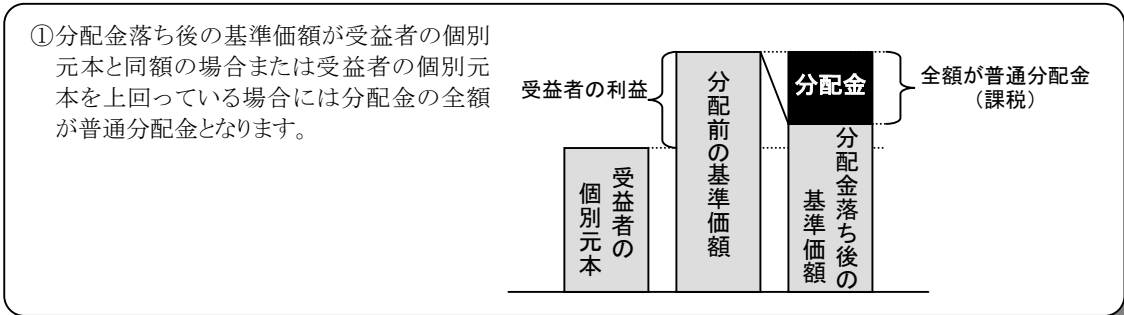 ①分配金落ち後の基準価額が受益者の個別
元本と同額の場合または受益者の個別元
本を上回っている場合には分配金の全額
が普通分配金となります。
受益者の利益
受益者の
個別元本
分配前の基準価額
分配金
分配金落ち後の
基準価額
全額が普通分配金
（課税）